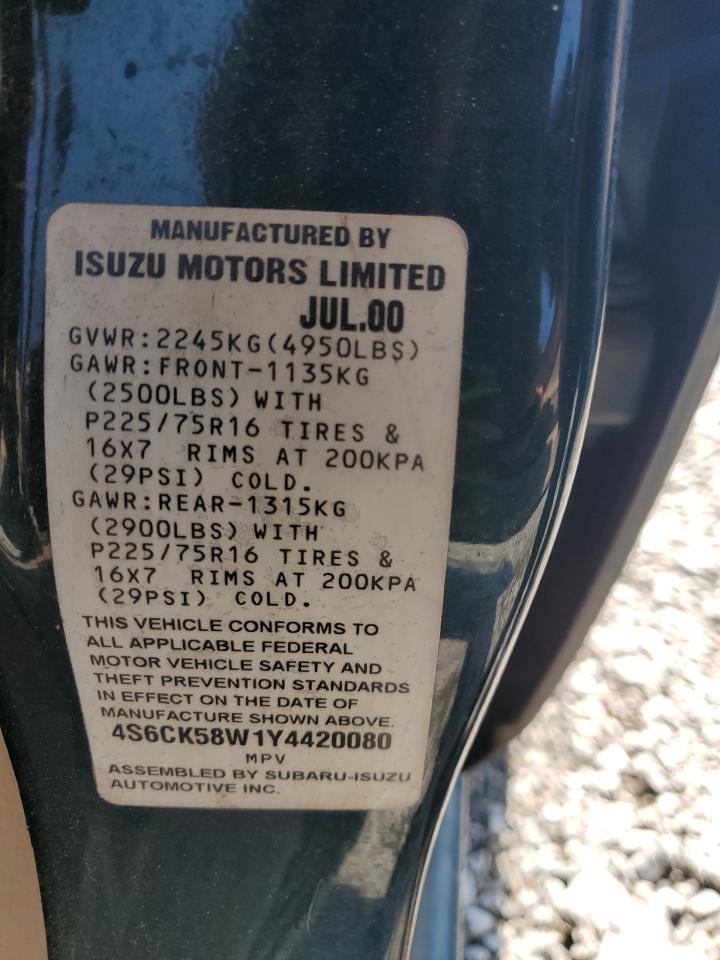 MANUFACTURED BY
ISUZU MOTORS LIMITED
JUL.00
GVWR:2245KG(4950LBS)
GAWR:FRONT-1135KG
(2500LBS) WITH
P225/75R16 TIRES &
16X7 RIMS AT 200KPA
(29PSI) COLD.
GAWR:REAR-1315KG
(2900LBS) WITH
P225/75R16 TIRES &
16X7 RIMS AT 200KPA
(29PSI) COLD.
THIS VEHICLE CONFORMS TO
ALL APPLICABLE FEDERAL
MOTOR VEHICLE SAFETY AND
THEFT PREVENTION STANDARDS
IN EFFECT ON THE DATE OF
MANUFACTURE SHOWN ABOVE.
4S6CK58W1Y4420080
MPV
ASSEMBLED BY SUBARU-ISUZU
AUTOMOTIVE INC.